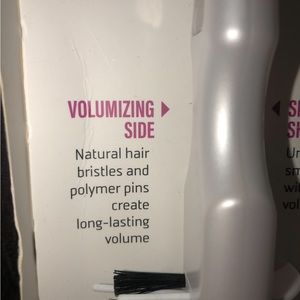 VOLUMIZING
SIDE
Natural hair
bristles and
polymer pins
create
long-lasting
volume